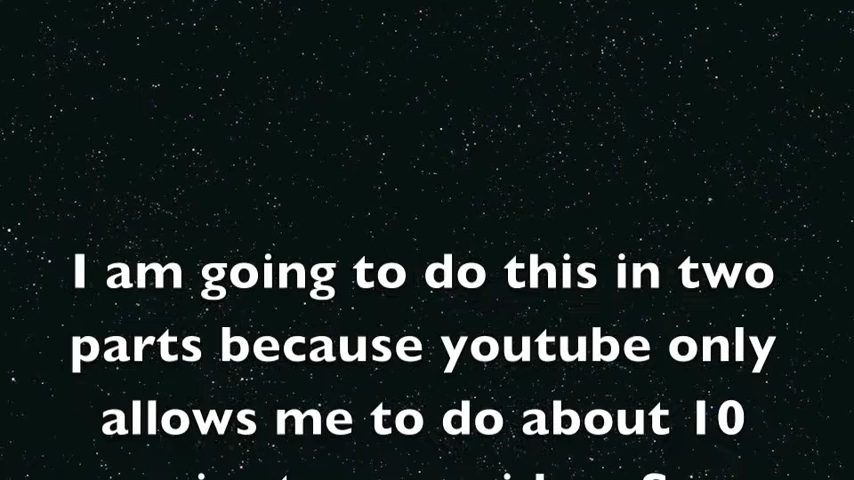 I am going to do this in two
parts because youtube only
allows me to do about 10